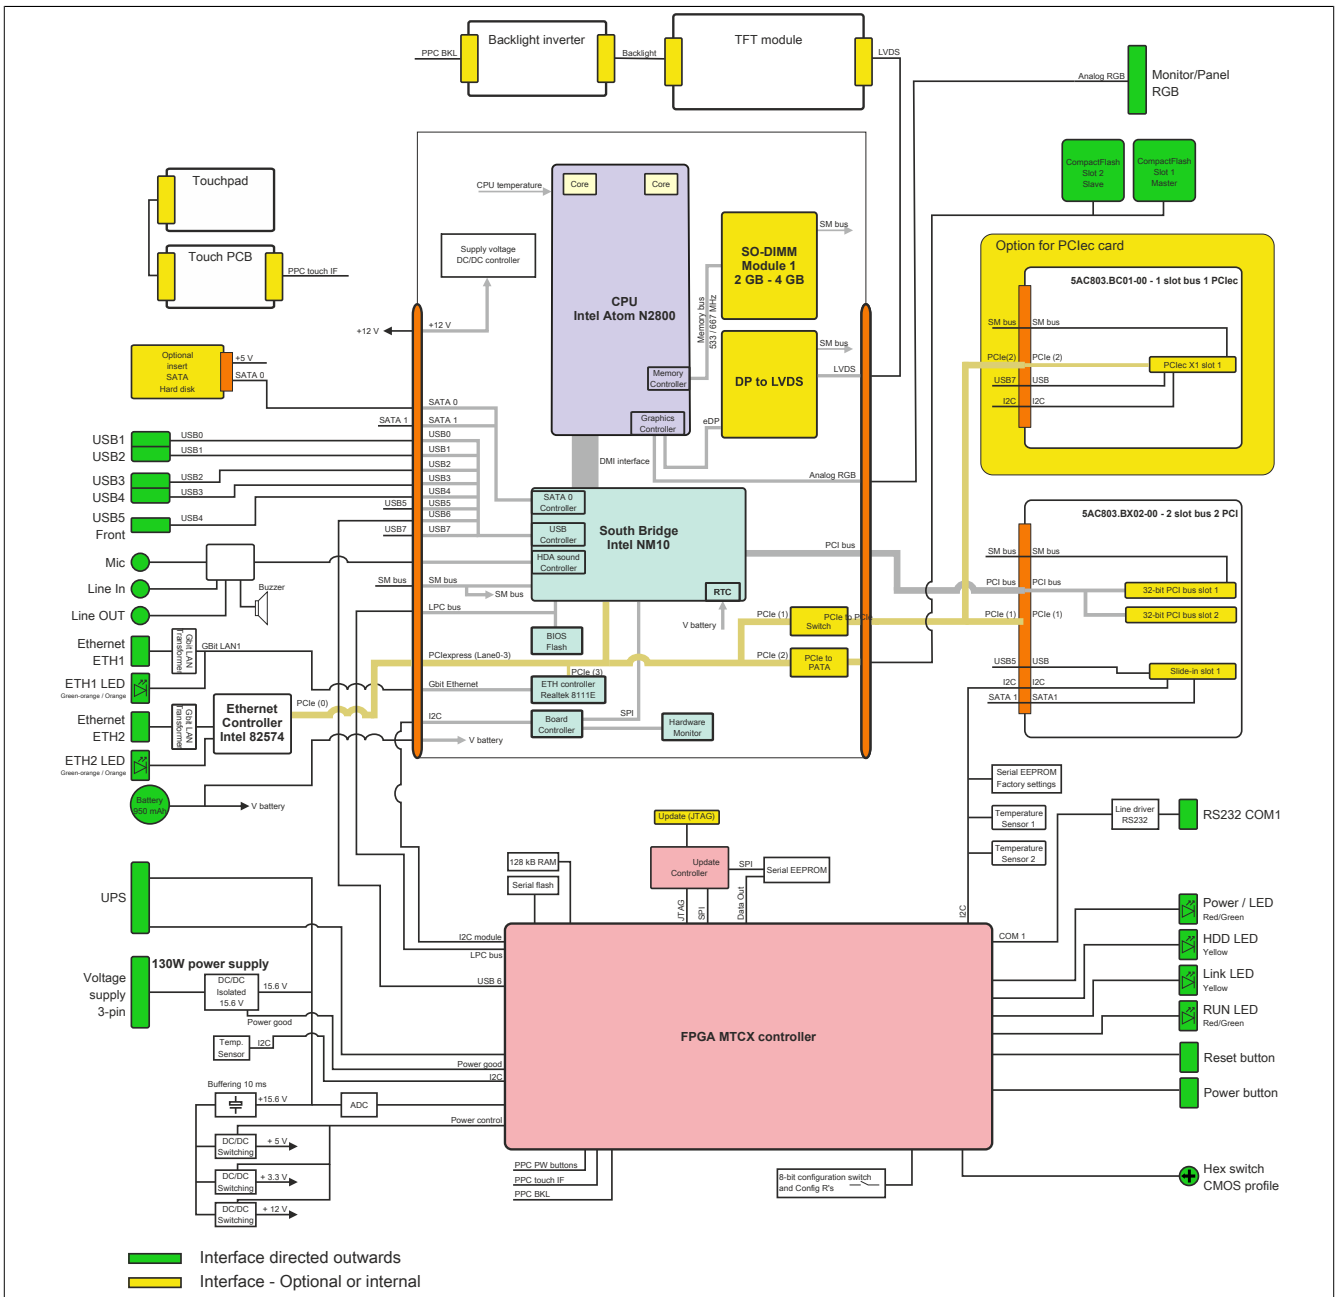 Backlight inverter
PPC BKL
Backlight
TFT module
LVDS
Analog RGB
Monitor/Panel
RGB
CompactFlash
Slot 2
Slave
CompactFlash
Slot 1
Master
Touchpad
Touch PCB
PPC touch IF
CPU temperature
Core
Core
CPU
Intel Atom N2800
Supply voltage
DC/DC controller
Memory bus
533 / 667 MHz
SO-DIMM
Module 1
2 GB - 4 GB
SM bus
+12 V
+12 V
Memory
Controller
Graphics
Controller
DP to LVDS
SM bus
LVDS
eDP
DMI interface
Analog RGB
Option for PCIec card
5AC803.BC01-00 - 1 slot bus 1 PCIec
SM bus
SM bus
PCIe(2)
PCIe (2)
PCIec X1 slot 1
USB7
USB
I2C
I2C
Optional
insert
SATA
Hard disk
+5 V
SATA 0
SATA 0
SATA 1
SATA 1
USB1
USB0
USB0
USB2
USB1
USB1
USB3
USB2
USB2
USB4
USB3
USB3
USB5
Front
USB4
USB4
USB5
USB5
USB6
USB7
USB7
SATA 0
Controller
USB
Controller
HDA sound
Controller
South Bridge
Intel NM10
RTC
V battery
PCI bus
Mic
Line In
Line OUT
Buzzer
SM bus
SM bus
SM bus
LPC bus
BIOS
Flash
5AC803.BX02-00 - 2 slot bus 2 PCI
SM bus
SM bus
PCI bus
PCI bus
32-bit PCI bus slot 1
PCIe (1)
PCIe (1)
32-bit PCI bus slot 2
USB5
USB
Slide-in slot 1
I2C
I2C
SATA 1
SATA1
PCIe (1)
PCIe to PCIe
Switch
PCIe (2)
PCIe to
PATA
Ethernet
ETH1
Gbit LAN
Transformer
GBit LAN1
ETH1 LED
Green-orange / Orange
Ethernet
ETH2
Gbit LAN
Transformer
ETH2 LED
Green-orange / Orange
Ethernet
Controller
Intel 82574
PCIe (0)
PCIexpress (Lane0-3)
PCIe (3)
Gbit Ethernet
ETH controller
Realtek 8111E
I2C
Board
Controller
SPI
Hardware
Monitor
V battery
Battery
950 mAh
V battery
Serial EEPROM
Factory settings
Temperature
Sensor 1
Temperature
Sensor 2
I2C
Line driver
RS232
RS232 COM1
Update (JTAG)
Update
Controller
SPI
Serial EEPROM
128 kB RAM
Serial flash
JTAG
SPI
Data Out
UPS
I2C module
LPC bus
USB 6
COM 1
Voltage
supply
3-pin
130W power supply
DC/DC
Isolated
15.6 V
15.6 V
Power good
Temp.
Sensor
I2C
Power good
I2C
Buffering 10 ms
+15.6 V
ADC
Power control
DC/DC
Switching
+ 5 V
DC/DC
Switching
+ 3.3 V
DC/DC
Switching
+ 12 V
FPGA MTCX controller
PPC PW buttons
PPC touch IF
PPC BKL
8-bit configuration switch
and Config R's
Power / LED
Red/Green
HDD LED
Yellow
Link LED
Yellow
RUN LED
Red/Green
Reset button
Power button
Hex switch
CMOS profile
Interface directed outwards
Interface - Optional or internal